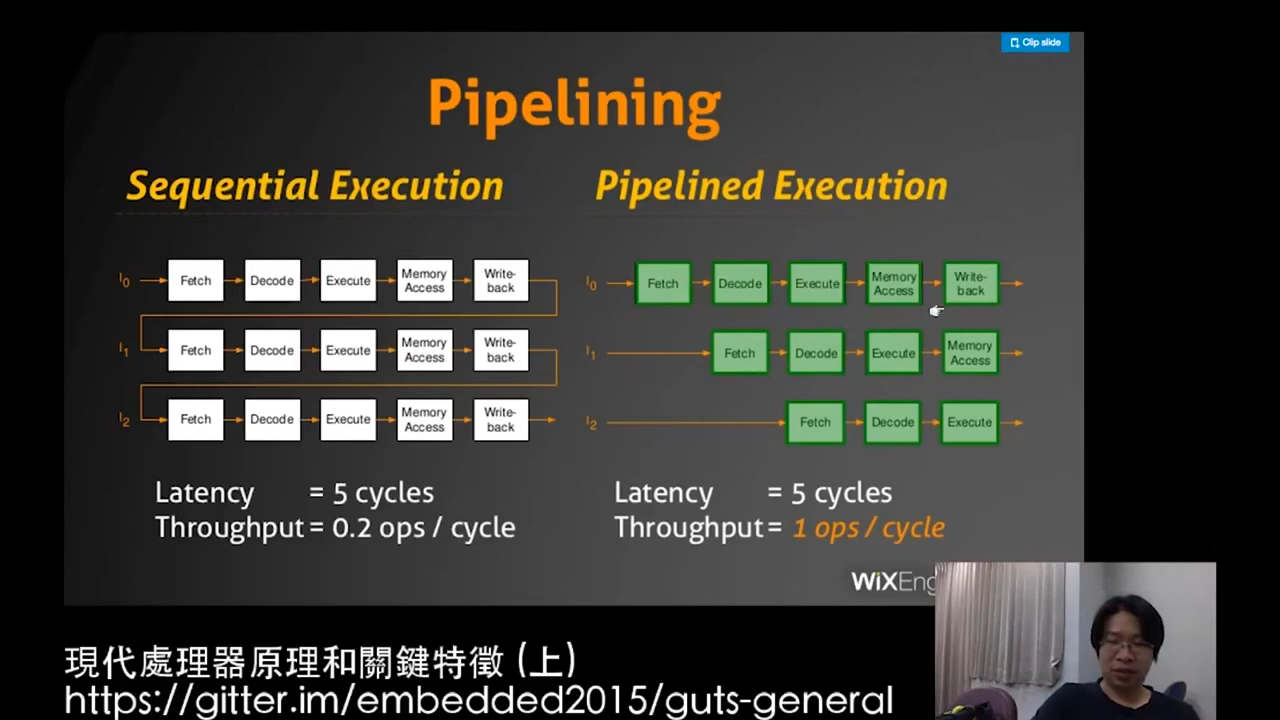 Clip slide
Pipelining
Sequential Execution
I0 Fetch Decode Execute Memory Access Write-back
I1 Fetch Decode Execute Memory Access Write-back
I2 Fetch Decode Execute Memory Access Write-back
Latency = 5 cycles
Throughput = 0.2 ops / cycle
Pipelined Execution
I0 Fetch Decode Execute Memory Access Write-back
I1 Fetch Decode Execute Memory Access
I2 Fetch Decode Execute
Latency = 5 cycles
Throughput = 1 ops / cycle
WiXEng
現代處理器原理和關鍵特徵 (上)
https://gitter.im/embedded2015/guts-general